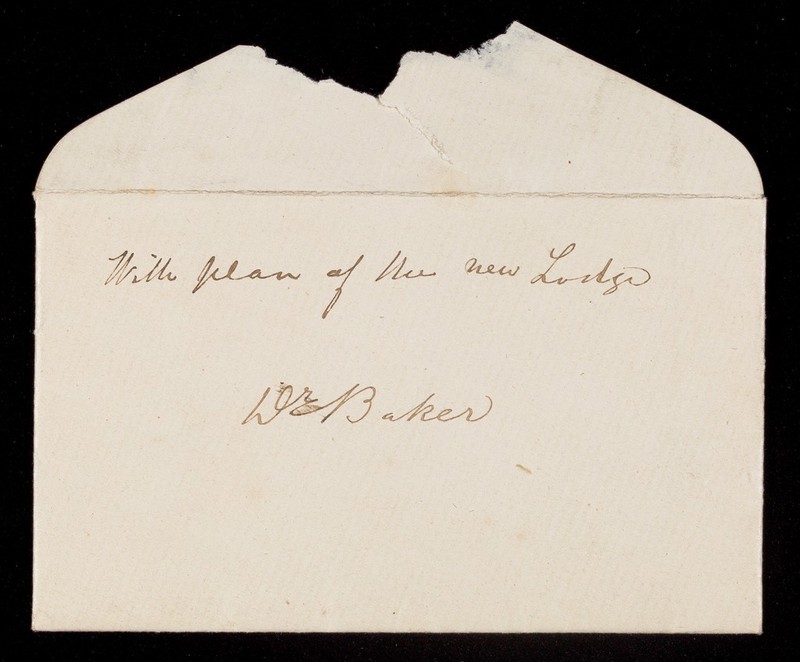 With plan of the new Lodge
Dr Baker